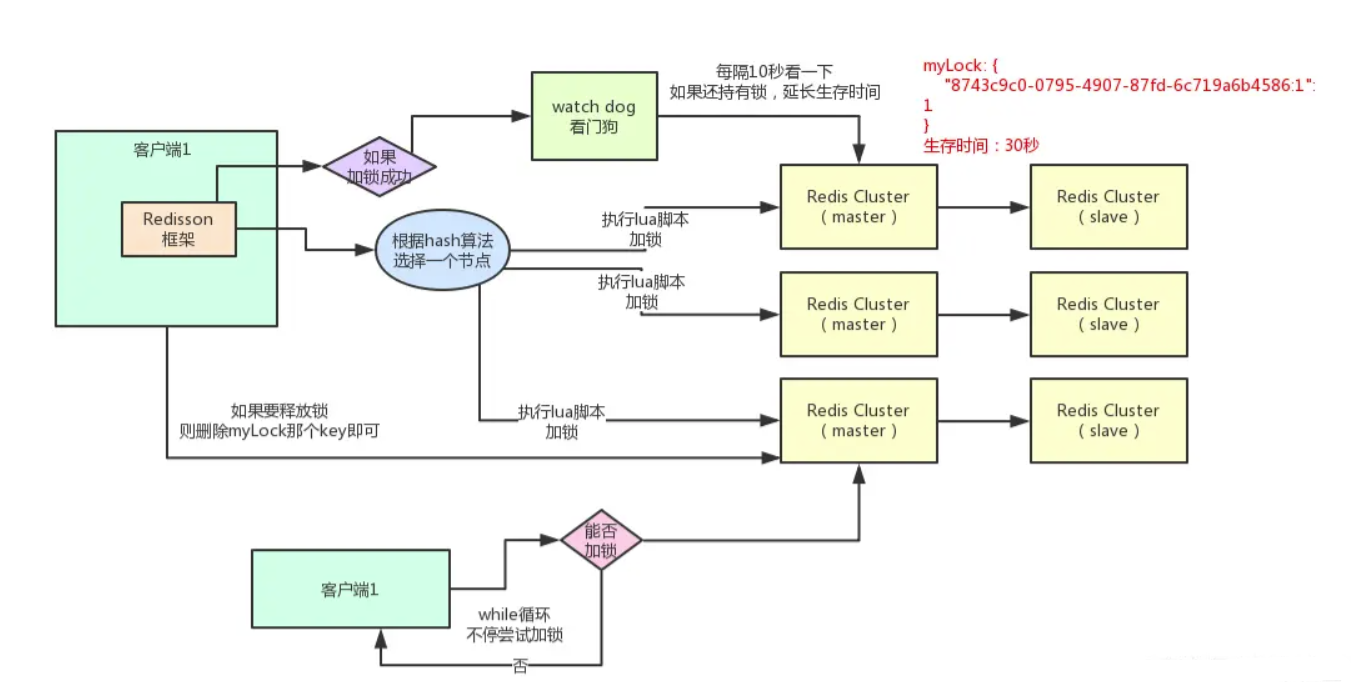 每隔10秒看一下
如果还持有锁，延长生存时间
myLock: {
"8743c9c0-0795-4907-87fd-6c719a6b4586:1":
1
}
生存时间：30秒
watch dog
看门狗
客户端1
如果
加锁成功
Redisson
框架
根据hash算法
选择一个节点
执行lua脚本
加锁
Redis Cluster
（master）
Redis Cluster
（slave）
执行lua脚本
加锁
Redis Cluster
（master）
Redis Cluster
（slave）
如果要释放锁
则删除myLock那个key即可
执行lua脚本
加锁
Redis Cluster
（master）
Redis Cluster
（slave）
能否
加锁
客户端1
while循环
不停尝试加锁
否